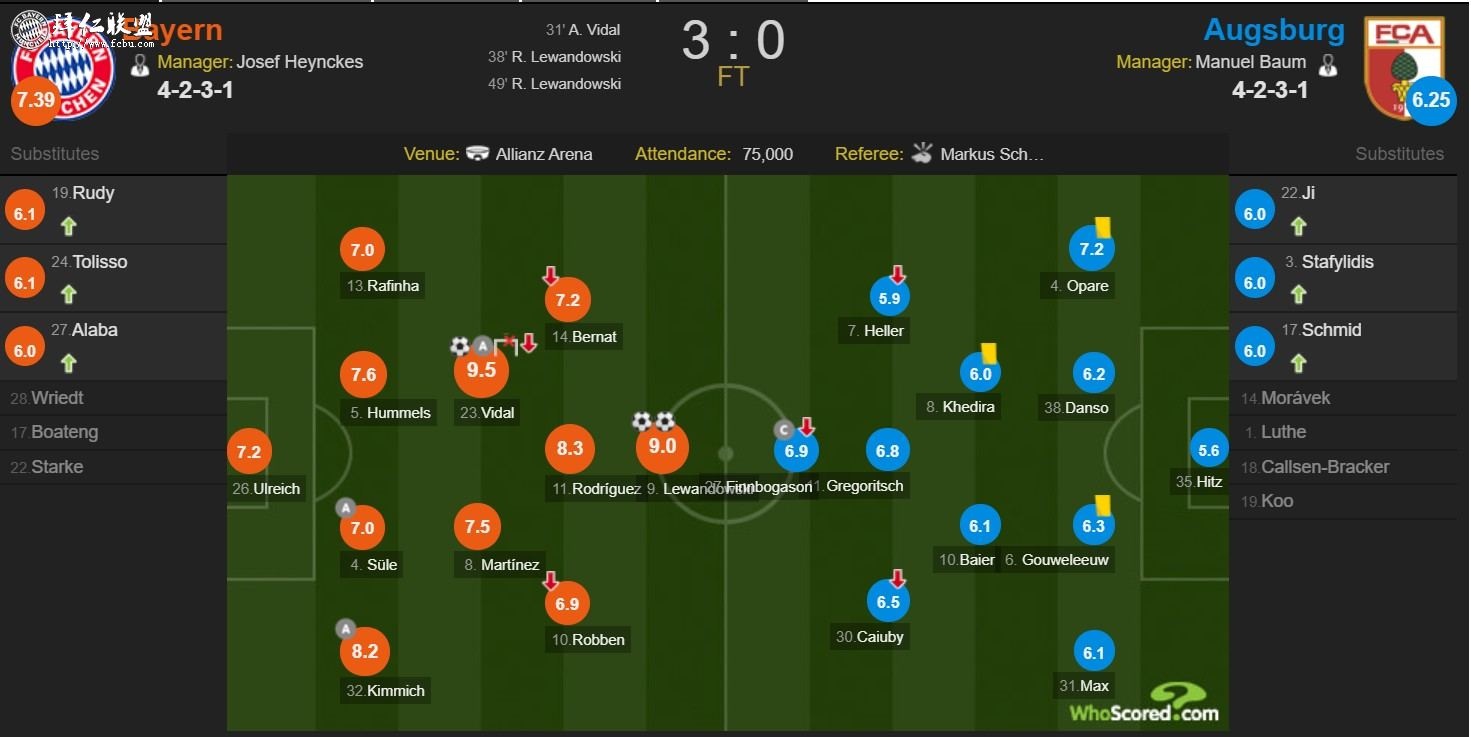 拜仁联盟
http://www.fcbu.com
Bayern
Manager: Josef Heynckes
4-2-3-1
7.39
31' A. Vidal
38' R. Lewandowski
49' R. Lewandowski
3 : 0
FT
Augsburg
Manager: Manuel Baum
4-2-3-1
FCA
6.25
Substitutes
Venue: Allianz Arena
Attendance: 75,000
Referee: Markus Sch...
Substitutes
19.Rudy
6.1
24.Tolisso
6.1
27.Alaba
6.0
28.Wriedt
17.Boateng
22.Starke
7.0
13.Rafinha
7.2
14.Bernat
A
7.6
5. Hummels
9.5
23.Vidal
7.2
26.Ulreich
8.3
11.Rodríguez
9.0
9. Lewandowski
A
7.0
4. Süle
7.5
8. Martínez
6.9
10.Robben
A
8.2
32.Kimmich
5.9
7. Heller
7.2
4. Opare
6.0
8. Khedira
6.2
38.Danso
C
6.9
27.Finnbogason
6.8
11. Gregoritsch
5.6
35.Hitz
6.1
10.Baier
6.3
6. Gouweleeuw
6.5
30.Caiuby
6.1
31.Max
WhoScored.com
22.Ji
6.0
3. Stafylidis
6.0
17.Schmid
6.0
14.Morávek
1. Luthe
18.Callsen-Bracker
19.Koo